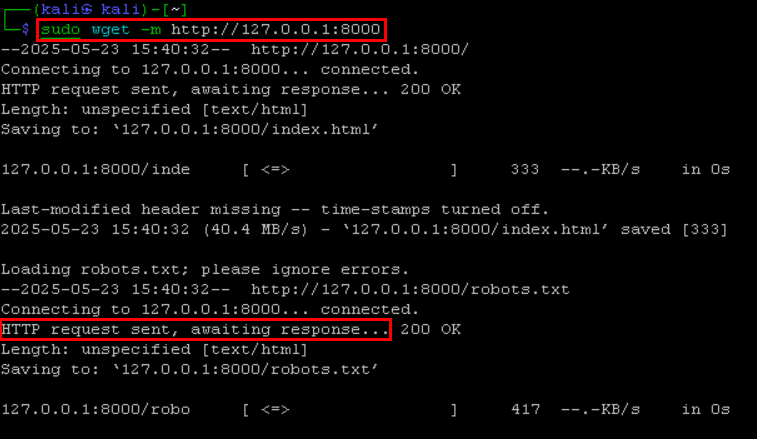 ┌──(kali㉿ kali)-[~]
└─$ sudo wget -m http://127.0.0.1:8000
--2025-05-23 15:40:32--  http://127.0.0.1:8000/
Connecting to 127.0.0.1:8000... connected.
HTTP request sent, awaiting response... 200 OK
Length: unspecified [text/html]
Saving to: ‘127.0.0.1:8000/index.html’
127.0.0.1:8000/inde     [ <=>                ]     333  --.-KB/s    in 0s
Last-modified header missing -- time-stamps turned off.
2025-05-23 15:40:32 (40.4 MB/s) - ‘127.0.0.1:8000/index.html’ saved [333]
Loading robots.txt; please ignore errors.
--2025-05-23 15:40:32--  http://127.0.0.1:8000/robots.txt
Connecting to 127.0.0.1:8000... connected.
HTTP request sent, awaiting response... 200 OK
Length: unspecified [text/html]
Saving to: ‘127.0.0.1:8000/robots.txt’
127.0.0.1:8000/robo     [ <=>                ]     417  --.-KB/s    in 0s